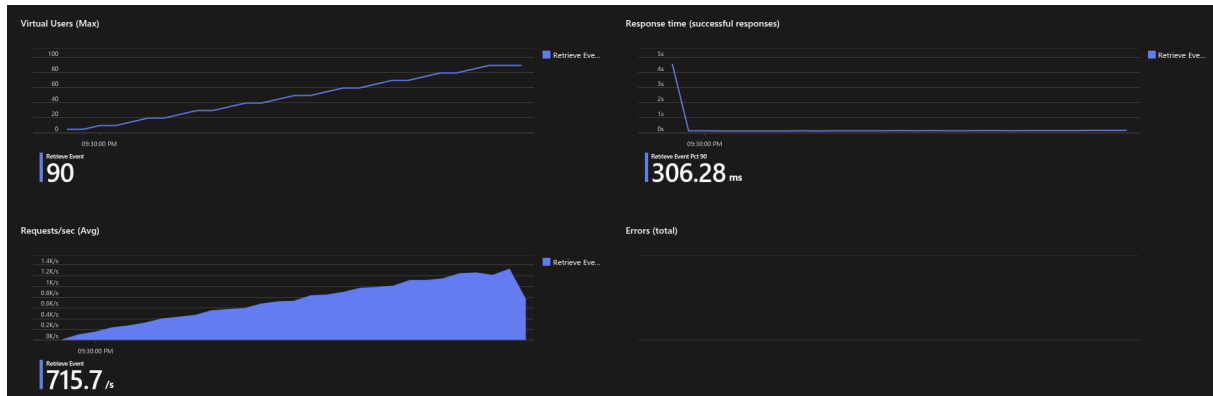 Virtual Users (Max)
100
80
60
40
20
0
09:30:00 PM
Retrieve Eve...
Retrieve Event
90
Response time (successful responses)
5s
4s
3s
2s
1s
0s
09:30:00 PM
Retrieve Eve...
Retrieve Event Pct 90
306.28 ms
Requests/sec (Avg)
1.4K/s
1.2K/s
1K/s
0.8K/s
0.6K/s
0.4K/s
0.2K/s
0K/s
09:30:00 PM
Retrieve Eve...
Retrieve Event
715.7 /s
Errors (total)